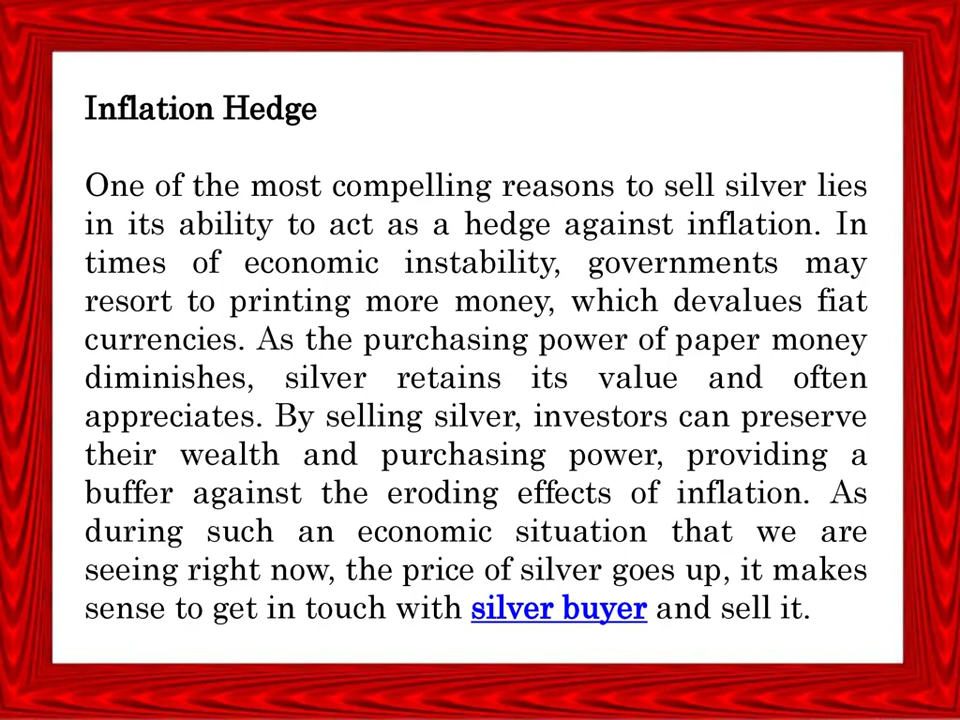 Inflation Hedge
One of the most compelling reasons to sell silver lies
in its ability to act as a hedge against inflation. In
times of economic instability, governments may
resort to printing more money, which devalues fiat
currencies. As the purchasing power of paper money
diminishes, silver retains its value and often
appreciates. By selling silver, investors can preserve
their wealth and purchasing power, providing a
buffer against the eroding effects of inflation. As
during such an economic situation that we are
seeing right now, the price of silver goes up, it makes
sense to get in touch with silver buyer and sell it.